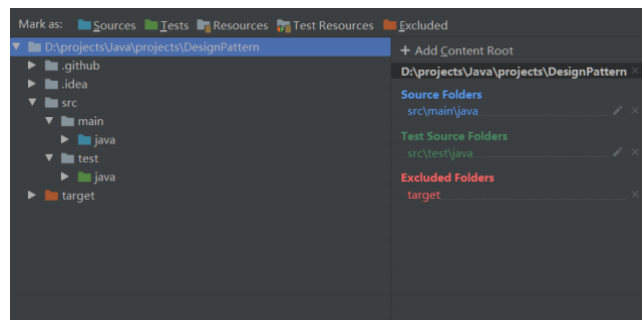 Mark as: Sources Tests Resources Test Resources Excluded
D:\projects\Java\projects\DesignPattern
.github
.idea
src
main
java
test
java
target
+ Add Content Root
D:\projects\Java\projects\DesignPattern
Source Folders
src\main\java
Test Source Folders
src\test\java
Excluded Folders
target